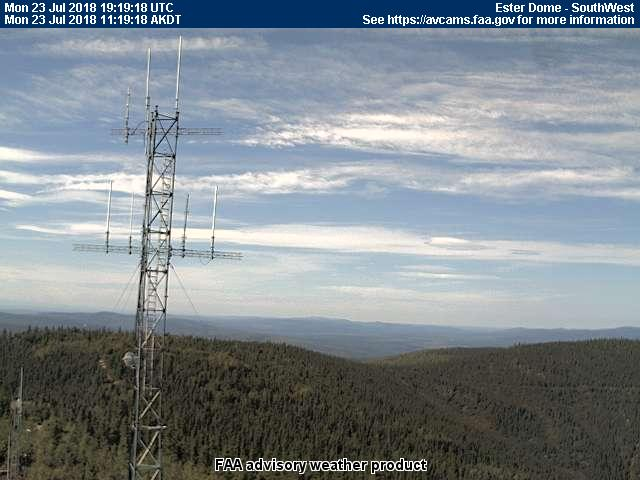 Mon 23 Jul 2018 19:19:18 UTC
Ester Dome - SouthWest
Mon 23 Jul 2018 11:19:18 AKDT
See https://avcams.faa.gov for more information
FAA advisory weather product